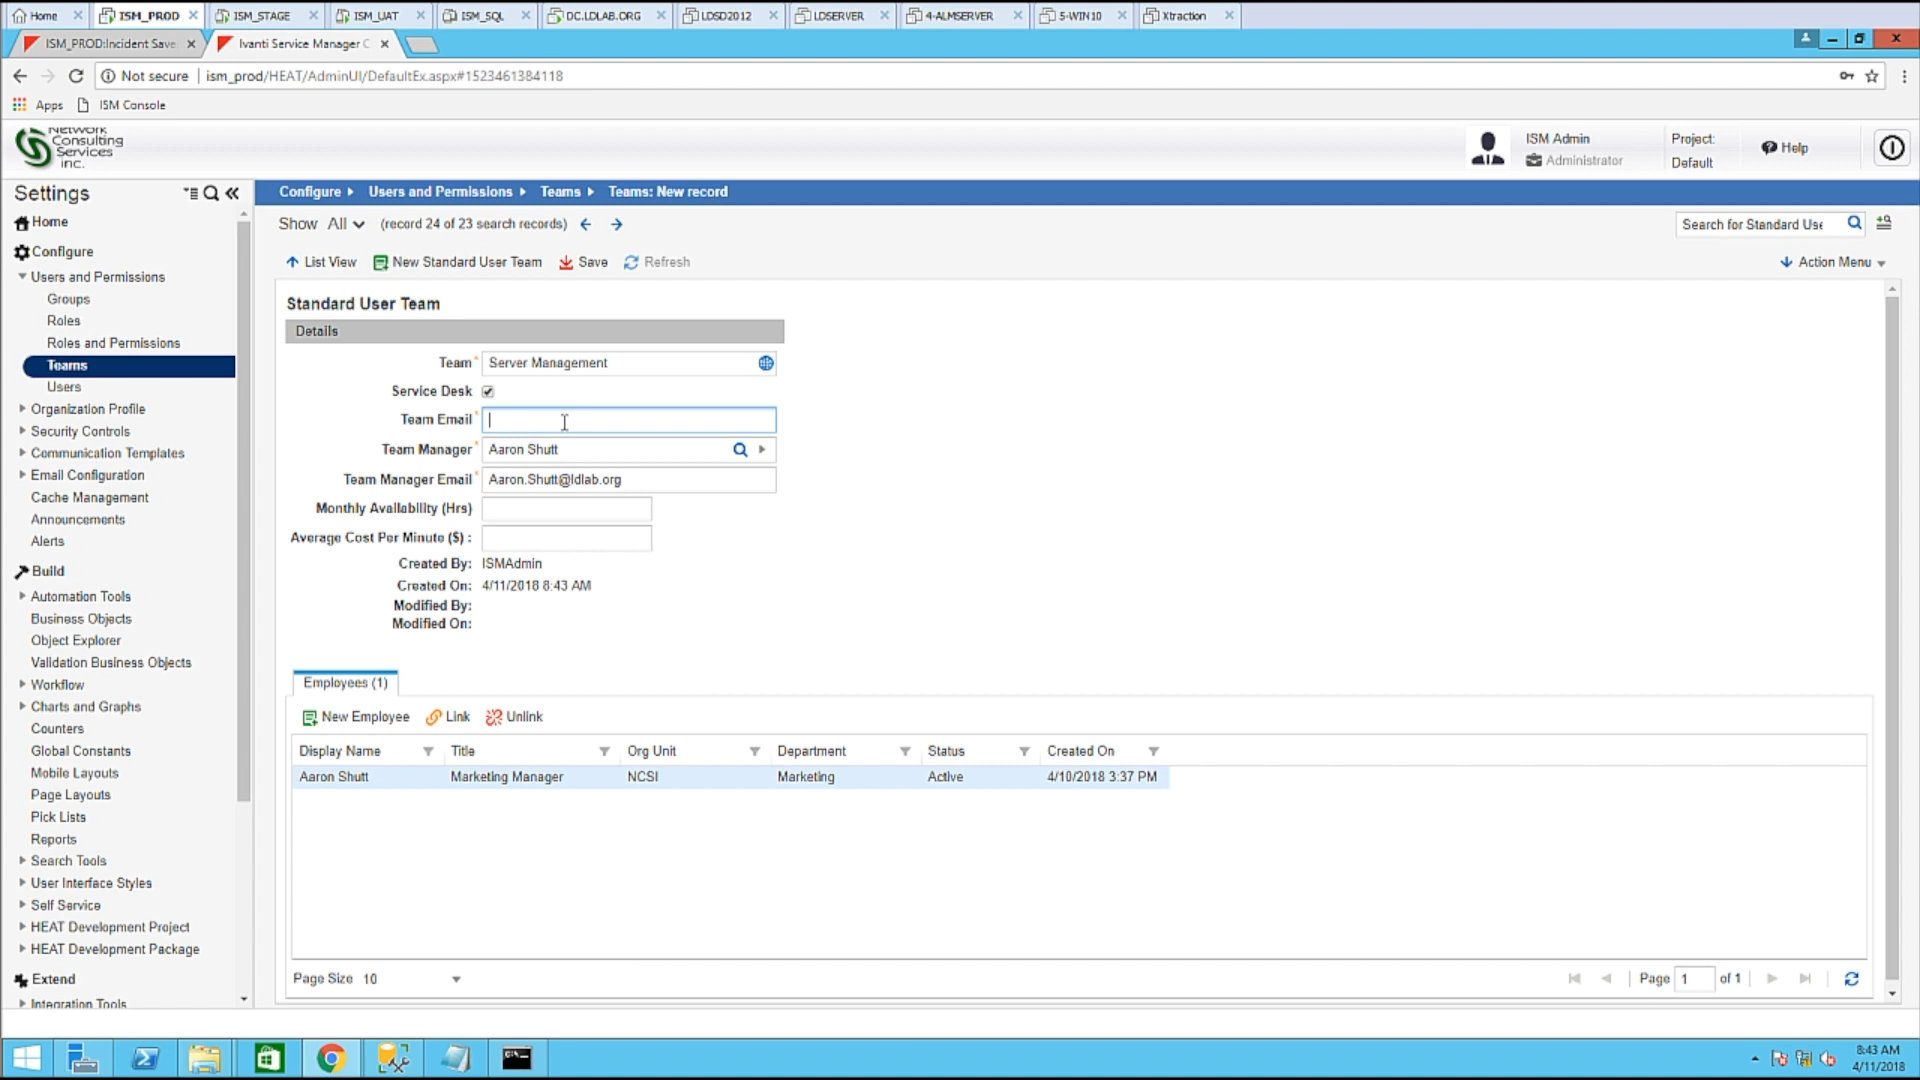 Home
ISM_PROD
ISM_STAGE
ISM_UAT
ISM_SQL
DC.LDLAB.ORG
LDSD2012
LDSERVER
4-ALMSERVER
5-WIN10
Xtraction
ISM_PROD:Incident Save
Ivanti Service Manager C
Not secure
ism_prod/HEAT/AdminUI/DefaultEx.aspx#1523461384118
Apps
ISM Console
Network
Consulting
Services
inc.
ISM Admin
Administrator
Project:
Default
Help
Settings
Home
Configure
Users and Permissions
Groups
Roles
Roles and Permissions
Teams
Users
Organization Profile
Security Controls
Communication Templates
Email Configuration
Cache Management
Announcements
Alerts
Build
Automation Tools
Business Objects
Object Explorer
Validation Business Objects
Workflow
Charts and Graphs
Counters
Global Constants
Mobile Layouts
Page Layouts
Pick Lists
Reports
Search Tools
User Interface Styles
Self Service
HEAT Development Project
HEAT Development Package
Extend
Integration Tools
Configure
Users and Permissions
Teams
Teams: New record
Show All (record 24 of 23 search records)
Search for Standard Use
List View
New Standard User Team
Save
Refresh
Action Menu
Standard User Team
Details
Team * Server Management
Service Desk
Team Email *
Team Manager * Aaron Shutt
Team Manager Email * Aaron.Shutt@ldlab.org
Monthly Availability (Hrs)
Average Cost Per Minute ($) :
Created By: ISMAdmin
Created On: 4/11/2018 8:43 AM
Modified By:
Modified On:
Employees (1)
New Employee
Link
Unlink
Display Name Title Org Unit Department Status Created On
Aaron Shutt Marketing Manager NCSI Marketing Active 4/10/2018 3:37 PM
Page Size 10
Page 1 of 1
8:43 AM
4/11/2018